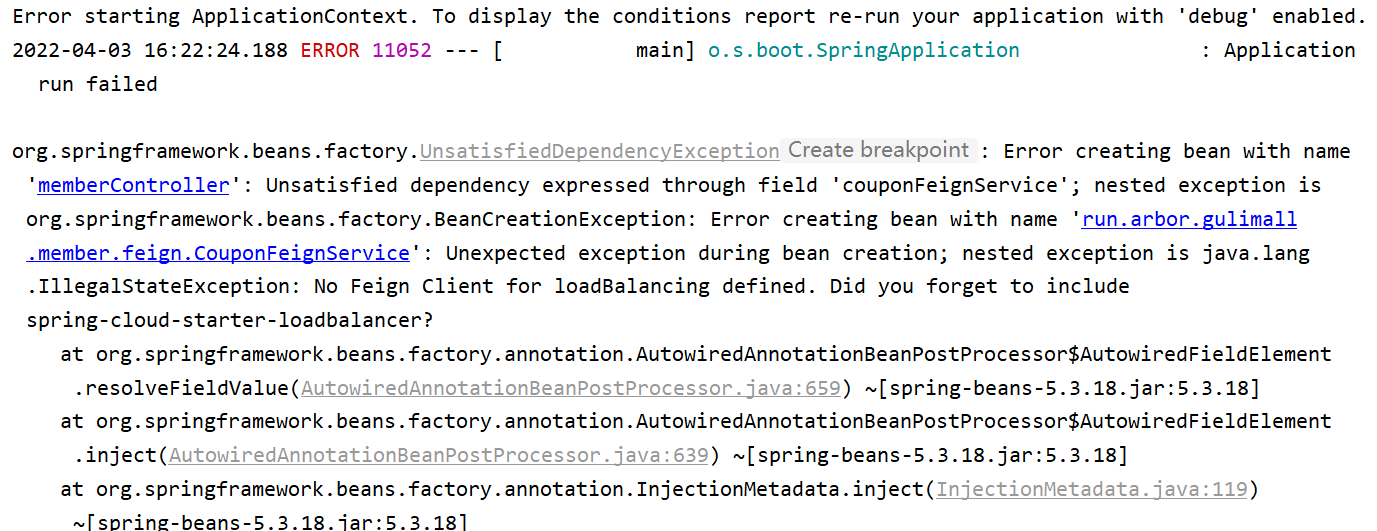 Error starting ApplicationContext. To display the conditions report re-run your application with 'debug' enabled.
2022-04-03 16:22:24.188 ERROR 11052 --- [           main] o.s.boot.SpringApplication               : Application
run failed
org.springframework.beans.factory.UnsatisfiedDependencyException Create breakpoint : Error creating bean with name
'memberController': Unsatisfied dependency expressed through field 'couponFeignService'; nested exception is
org.springframework.beans.factory.BeanCreationException: Error creating bean with name 'run.arbor.gulimall
.member.feign.CouponFeignService': Unexpected exception during bean creation; nested exception is java.lang
.IllegalStateException: No Feign Client for loadBalancing defined. Did you forget to include
spring-cloud-starter-loadbalancer?
at org.springframework.beans.factory.annotation.AutowiredAnnotationBeanPostProcessor$AutowiredFieldElement
.resolveFieldValue(AutowiredAnnotationBeanPostProcessor.java:659) ~[spring-beans-5.3.18.jar:5.3.18]
at org.springframework.beans.factory.annotation.AutowiredAnnotationBeanPostProcessor$AutowiredFieldElement
.inject(AutowiredAnnotationBeanPostProcessor.java:639) ~[spring-beans-5.3.18.jar:5.3.18]
at org.springframework.beans.factory.annotation.InjectionMetadata.inject(InjectionMetadata.java:119)
~[spring-beans-5.3.18.jar:5.3.18]